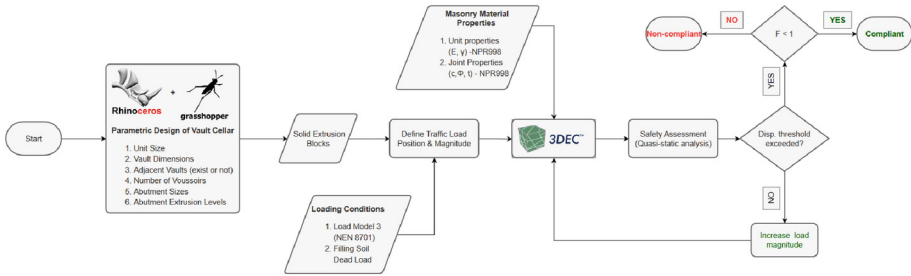 Start
Rhinoceros
+
grasshopper
Parametric Design of Vault Cellar
1. Unit Size
2. Vault Dimensions
3. Adjacent Vaults (exist or not)
4. Number of Voussoirs
5. Abutment Sizes
6. Abutment Extrusion Levels
Solid Extrusion
Blocks
Masonry Material
Properties
1. Unit properties
(E, γ) -NPR998
2. Joint Properties
(c,Φ, t) - NPR998
Define Traffic Load
Position & Magnitude
Loading Conditions
1. Load Model 3
(NEN 8701)
2. Filling Soil
Dead Load
3DEC™
Safety Assessment
(Quasi-static analysis)
Disp. threshold
exceeded?
YES
F < 1
NO
Non-compliant
YES
Compliant
NO
Increase load
magnitude